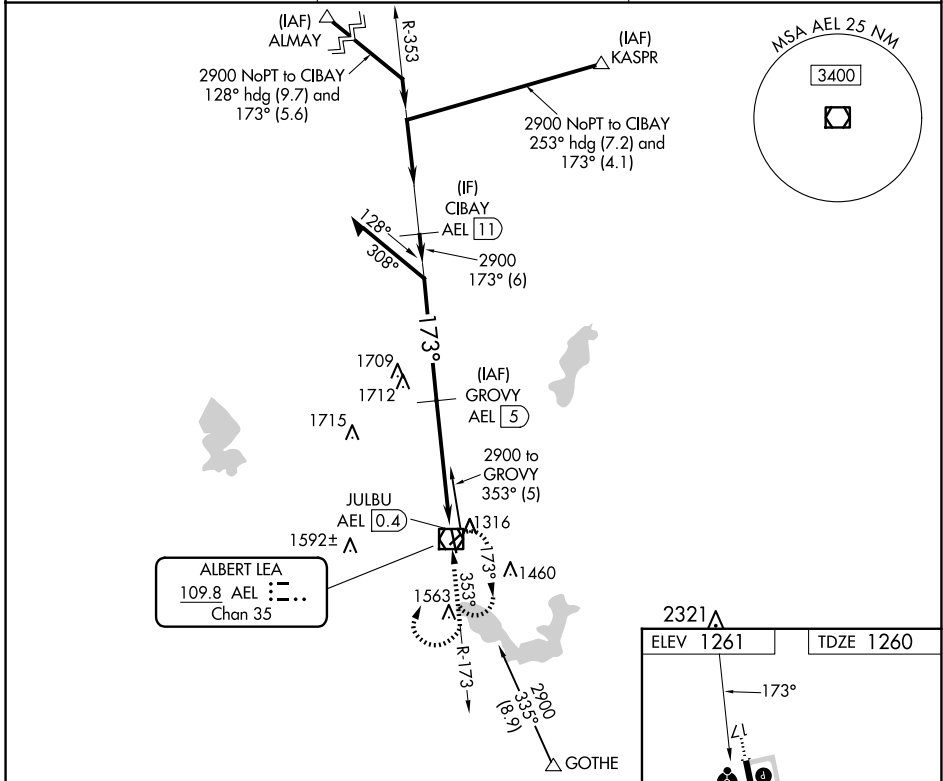 (IAF)
ALMAY
R-353
(IAF)
KASPR
MSA AEL 25 NM
3400
2900 NoPT to CIBAY
128° hdg (9.7) and
173° (5.6)
2900 NoPT to CIBAY
253° hdg (7.2) and
173° (4.1)
(IF)
CIBAY
AEL 11
128°
308°
2900
173° (6)
173°
1709
1712
(IAF)
GROVY
AEL 5
1715
2900 to
GROVY
353° (5)
JULBU
AEL 0.4
1316
1592±
173°
353°
1460
ALBERT LEA
109.8 AEL
Chan 35
1563
R-173
2900
335°
(8.9)
GOTHE
2321
ELEV 1261
TDZE 1260
173°
17
P